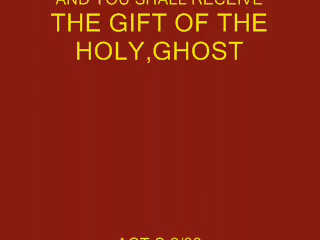 AND YOU SHALL RECEIVE
THE GIFT OF THE
HOLY,GHOST